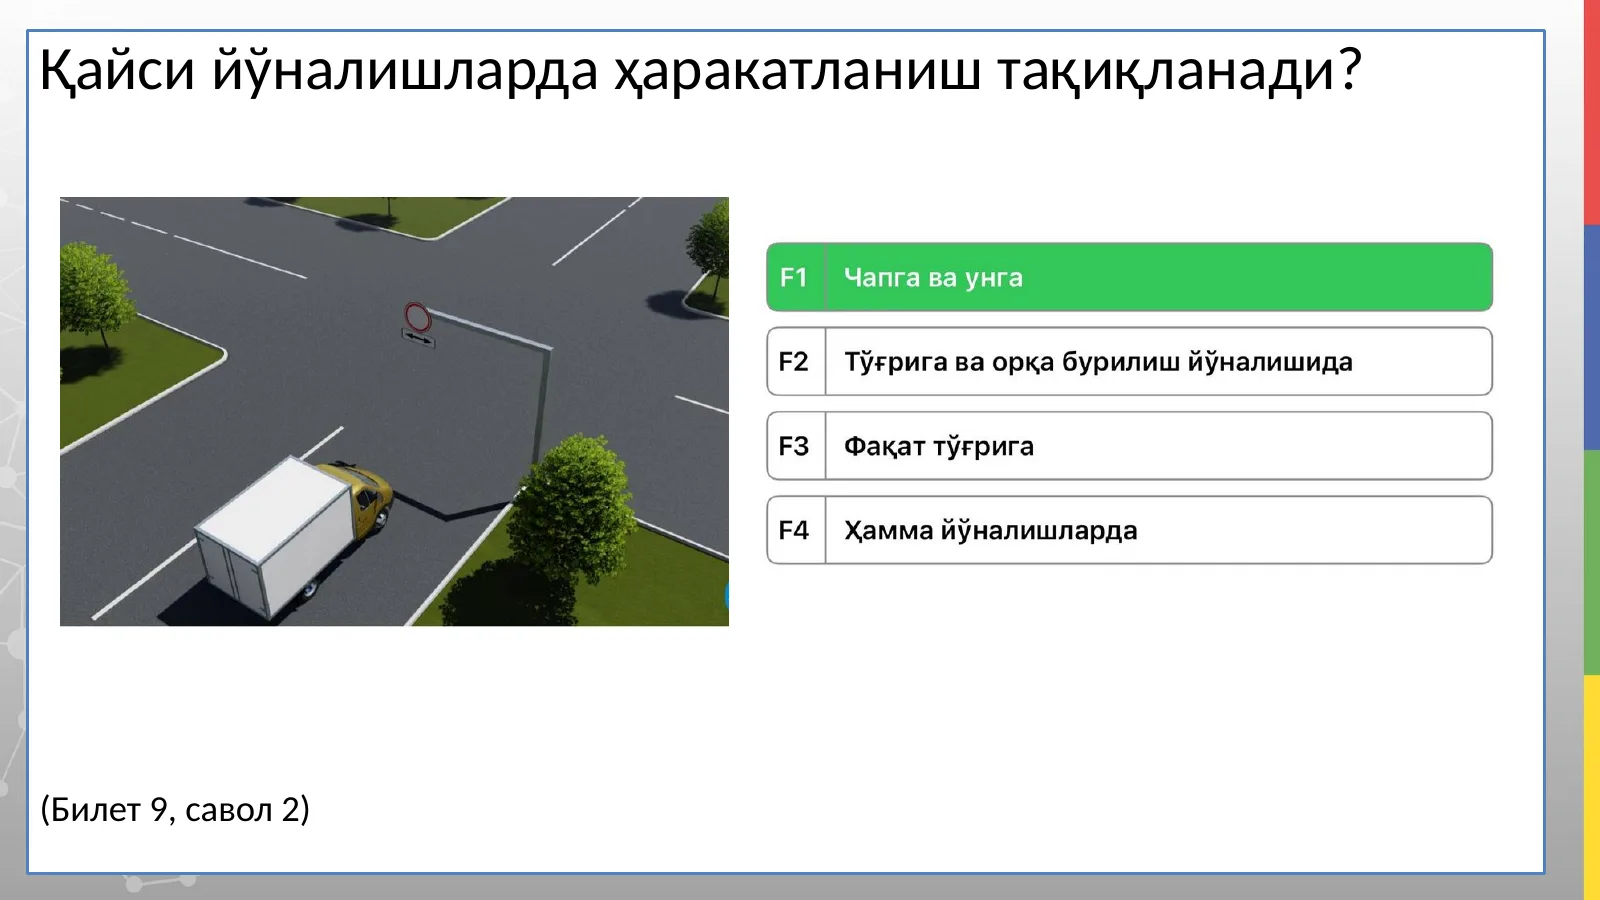 Қайси йўналишларда ҳаракатланиш тақиқланади?
F1 Чапга ва унга
F2 Тўғрига ва орқа бурилиш йўналишида
F3 Фақат тўғрига
F4 Ҳамма йўналишларда
(Билет 9, савол 2)